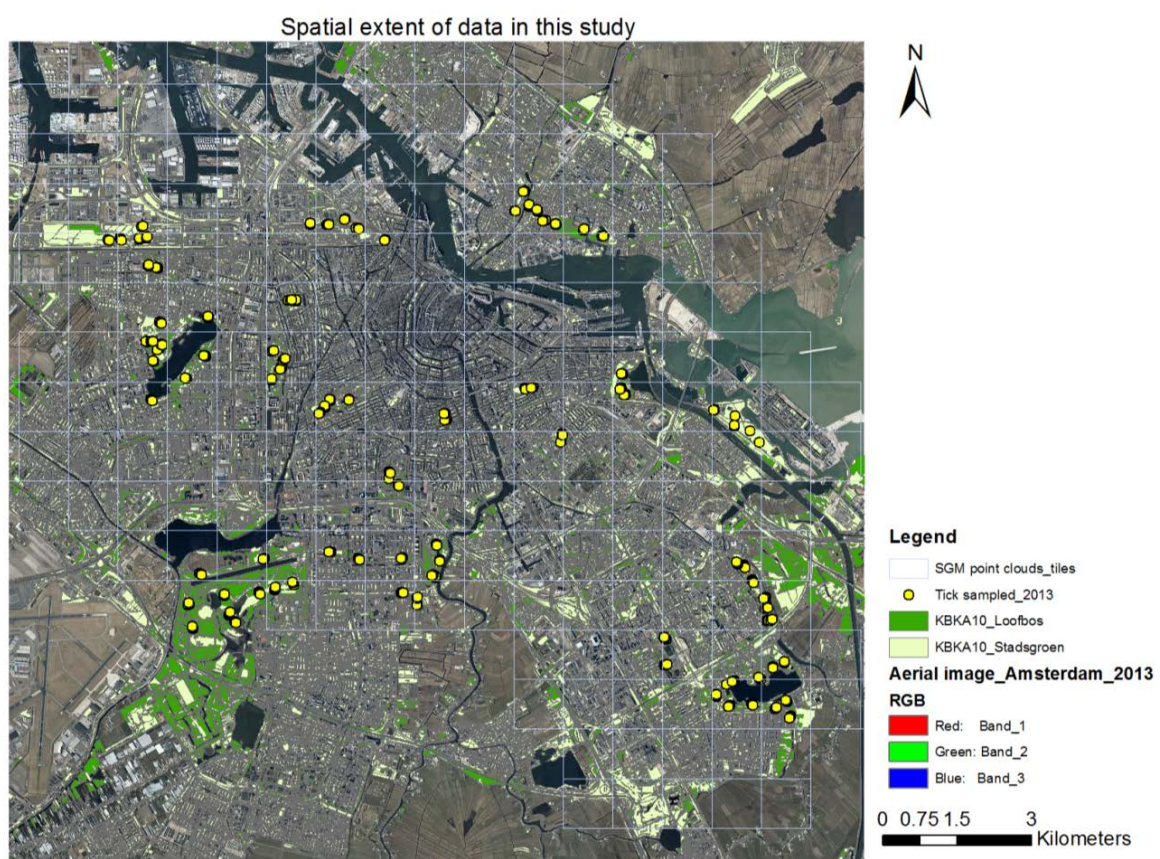 Spatial extent of data in this study
N
Legend
SGM point clouds_tiles
Tick sampled_2013
KBKA10_Loofbos
KBKA10_Stadsgroen
Aerial image_Amsterdam_2013
RGB
Red: Band_1
Green: Band_2
Blue: Band_3
0 0.75 1.5 3
Kilometers